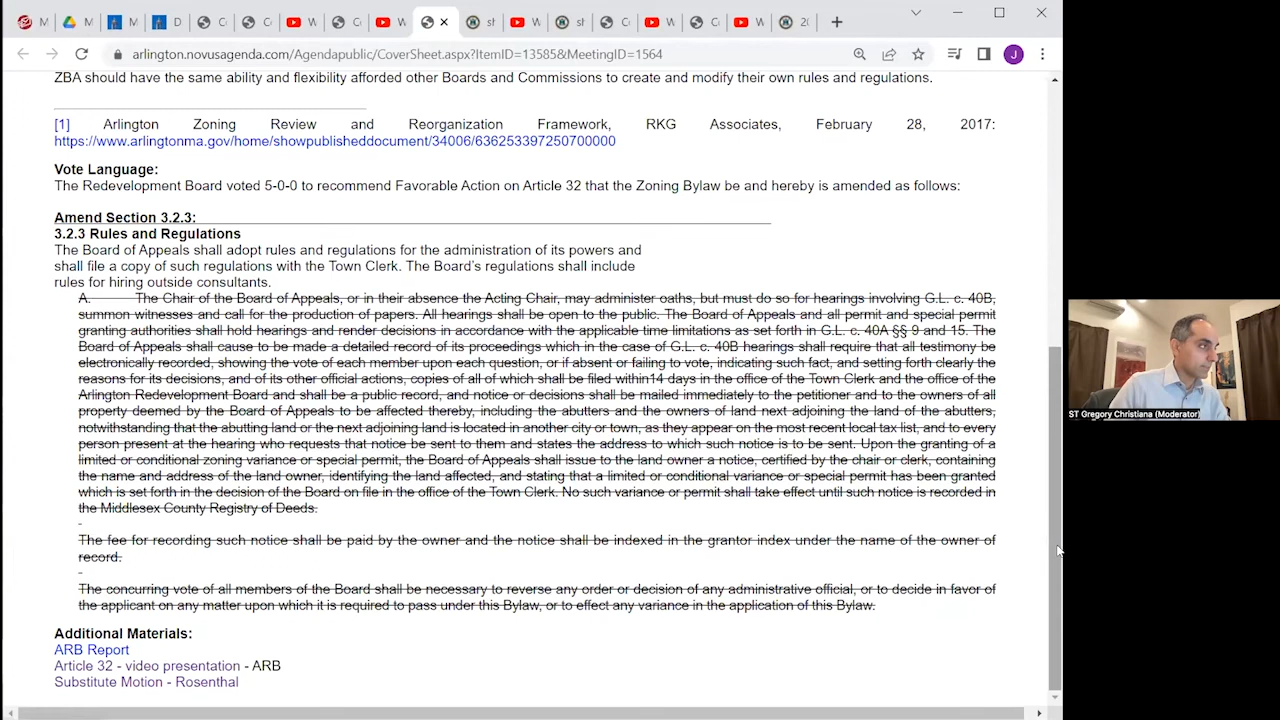 M
M
D
C
C
W
C
W
st
W
st
C
W
C
W
20
arlington.novusagenda.com/Agendapublic/CoverSheet.aspx?ItemID=13585&MeetingID=1564
J
ZBA should have the same ability and flexibility afforded other Boards and Commissions to create and modify their own rules and regulations.
[1] Arlington Zoning Review and Reorganization Framework, RKG Associates, February 28, 2017:
https://www.arlingtonma.gov/home/showpublisheddocument/34006/636253397250700000
Vote Language:
The Redevelopment Board voted 5-0-0 to recommend Favorable Action on Article 32 that the Zoning Bylaw be and hereby is amended as follows:
Amend Section 3.2.3:
3.2.3 Rules and Regulations
The Board of Appeals shall adopt rules and regulations for the administration of its powers and
shall file a copy of such regulations with the Town Clerk. The Board's regulations shall include
rules for hiring outside consultants.
A. The Chair of the Board of Appeals, or in their absence the Acting Chair, may administer oaths, but must do so for hearings involving G.L. c. 40B,
summon witnesses and call for the production of papers. All hearings shall be open to the public. The Board of Appeals and all permit and special permit
granting authorities shall hold hearings and render decisions in accordance with the applicable time limitations as set forth in G.L. c. 40A §§ 9 and 15. The
Board of Appeals shall cause to be made a detailed record of its proceedings which in the case of G.L. c. 40B hearings shall require that all testimony be
electronically recorded, showing the vote of each member upon each question, or if absent or failing to vote, indicating such fact, and setting forth clearly the
reasons for its decisions, and of its other official actions, copies of all of which shall be filed within14 days in the office of the Town Clerk and the office of the
Arlington Redevelopment Board and shall be a public record, and notice or decisions shall be mailed immediately to the petitioner and to the owners of all
property deemed by the Board of Appeals to be affected thereby, including the abutters and the owners of land next adjoining the land of the abutters,
notwithstanding that the abutting land or the next adjoining land is located in another city or town, as they appear on the most recent local tax list, and to every
person present at the hearing who requests that notice be sent to them and states the address to which such notice is to be sent. Upon the granting of a
limited or conditional zoning variance or special permit, the Board of Appeals shall issue to the land owner a notice, certified by the chair or clerk, containing
the name and address of the land owner, identifying the land affected, and stating that a limited or conditional variance or special permit has been granted
which is set forth in the decision of the Board on file in the office of the Town Clerk. No such variance or permit shall take effect until such notice is recorded in
the Middlesex County Registry of Deeds.
The fee for recording such notice shall be paid by the owner and the notice shall be indexed in the grantor index under the name of the owner of
record.
The concurring vote of all members of the Board shall be necessary to reverse any order or decision of any administrative official, or to decide in favor of
the applicant on any matter upon which it is required to pass under this Bylaw, or to effect any variance in the application of this Bylaw.
Additional Materials:
ARB Report
Article 32 - video presentation - ARB
Substitute Motion - Rosenthal
ST Gregory Christiana (Moderator)